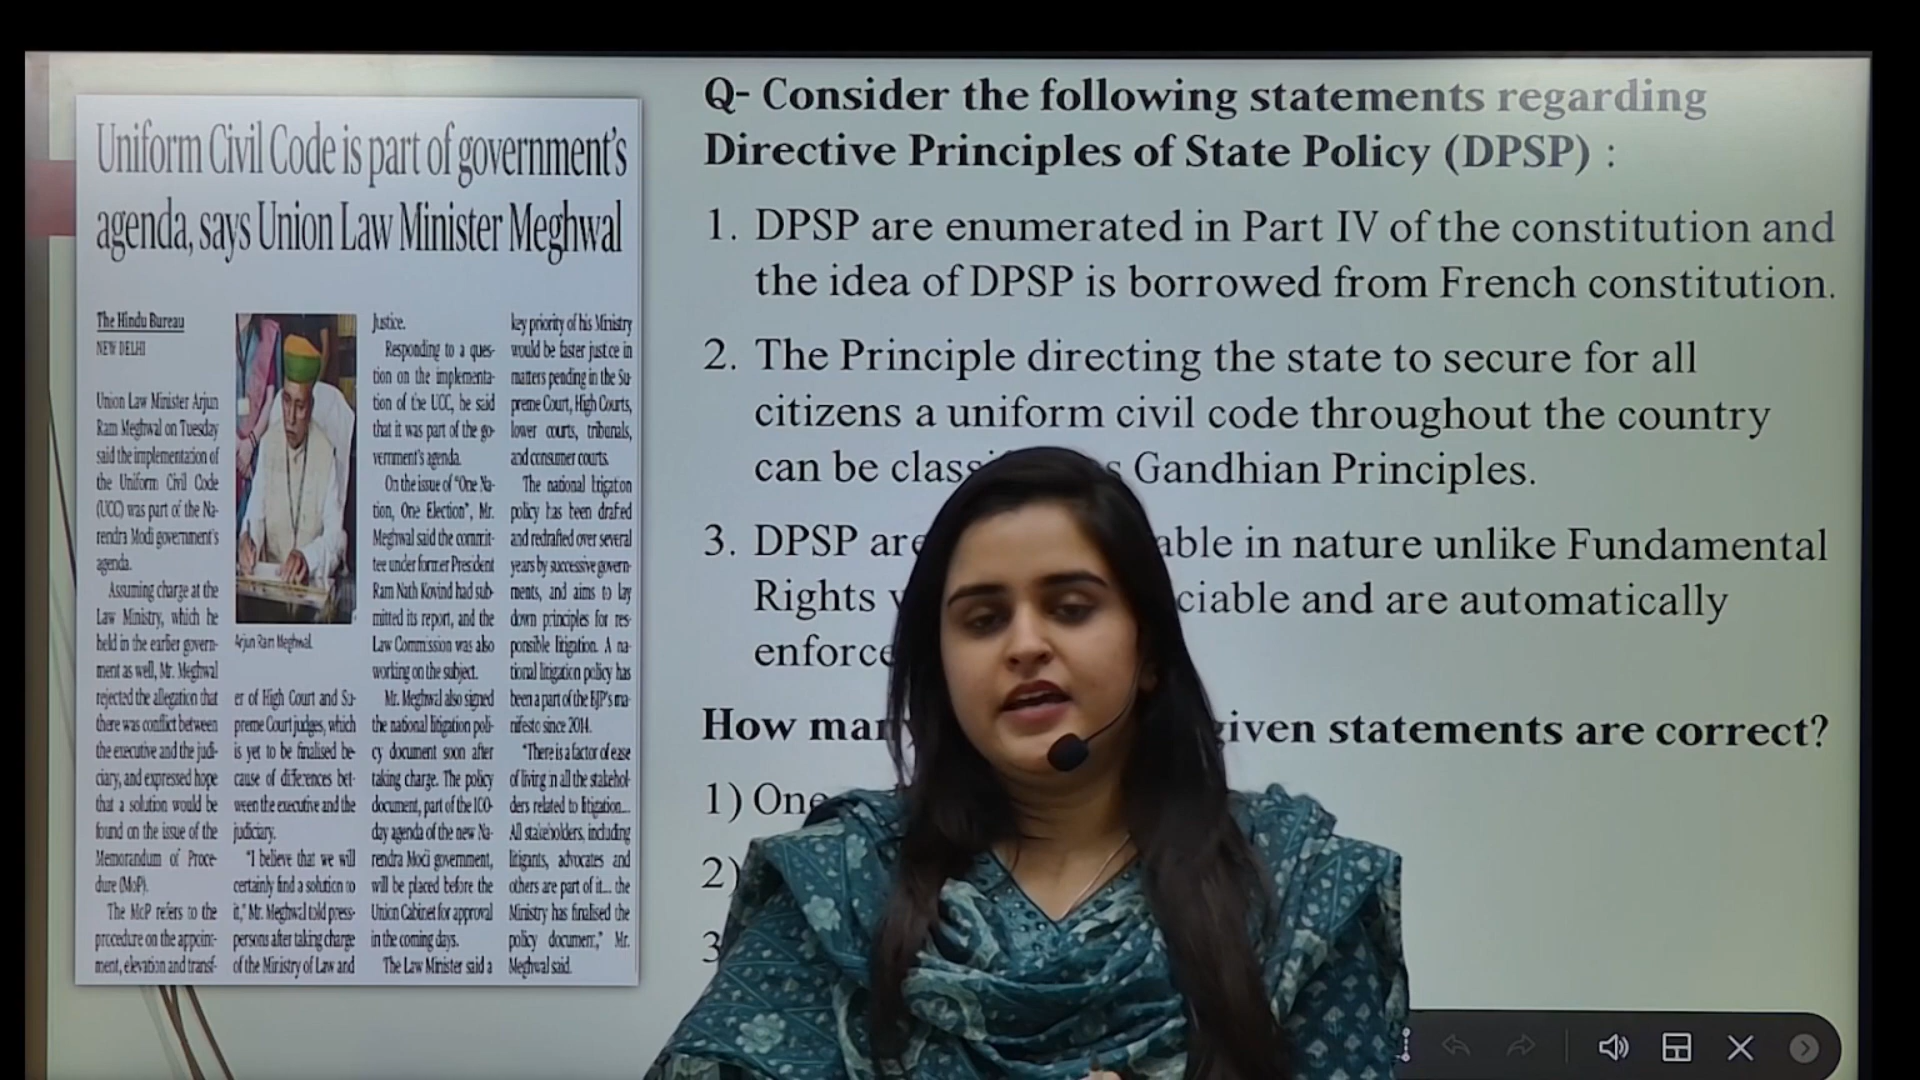 Uniform Civil Code is part of government's
agenda, says Union Law Minister Meghwal
The Hindu Bureau
NEW DELHI
Union Law Minister Arjun
Ram Meghwal on Tuesday
said the implementation of
the Uniform Civil Code
(UCC) was part of the Na-
rendra Modi government's
agenda.
Assuming charge at the
Law Ministry, which he
held in the earlier govern-
ment as well, Mr. Meghwal
rejected the allegation that
there was conflict between
the executive and the judi-
ciary, and expressed hope
that a solution would be
found on the issue of the
Memorandum of Proce-
dure (MoP).
The MoP refers to the
procedure on the appoint-
ment, elevation and transf-
Arjun Ram Meghwal.
er of High Court and Su-
preme Court judges, which
is yet to be finalised be-
cause of differences bet-
ween the executive and the
judiciary.
"I believe that we will
certainly find a solution to
it," Mr. Meghwal told press-
persons after taking charge
of the Ministry of Law and
Justice.
Responding to a ques-
tion on the implementa-
tion of the UCC, he said
that it was part of the go-
vernment's agenda.
On the issue of "One Na-
tion, One Election", Mr.
Meghwal said the commit-
tee under former President
Ram Nath Kovind had sub-
mitted its report, and the
Law Commission was also
working on the subject.
Mr. Meghwal also signed
the national litigation poli-
cy document soon after
taking charge. The policy
document, part of the 100-
day agenda of the new Na-
rendra Modi government,
will be placed before the
Union Cabinet for approval
in the coming days.
The Law Minister said a
key priority of his Ministry
would be faster justice in
matters pending in the Su-
preme Court, High Courts,
lower courts, tribunals,
and consumer courts.
The national litigation
policy has been drafted
and redrafted over several
years by successive govern-
ments, and aims to lay
down principles for res-
ponsible litigation. A na-
tional litigation policy has
been a part of the BJP's ma-
nifesto since 2014.
"There is a factor of ease
of living in all the stakehol-
ders related to litigation...
All stakeholders, including
litigants, advocates and
others are part of it... the
Ministry has finalised the
policy document," Mr.
Meghwal said.
Q- Consider the following statements regarding
Directive Principles of State Policy (DPSP) :
1. DPSP are enumerated in Part IV of the constitution and
the idea of DPSP is borrowed from French constitution.
2. The Principle directing the state to secure for all
citizens a uniform civil code throughout the country
can be Gandhian Principles.
3. DPSP in nature unlike Fundamental
Rights and are automatically
How given statements are correct?
1) One
2)
3